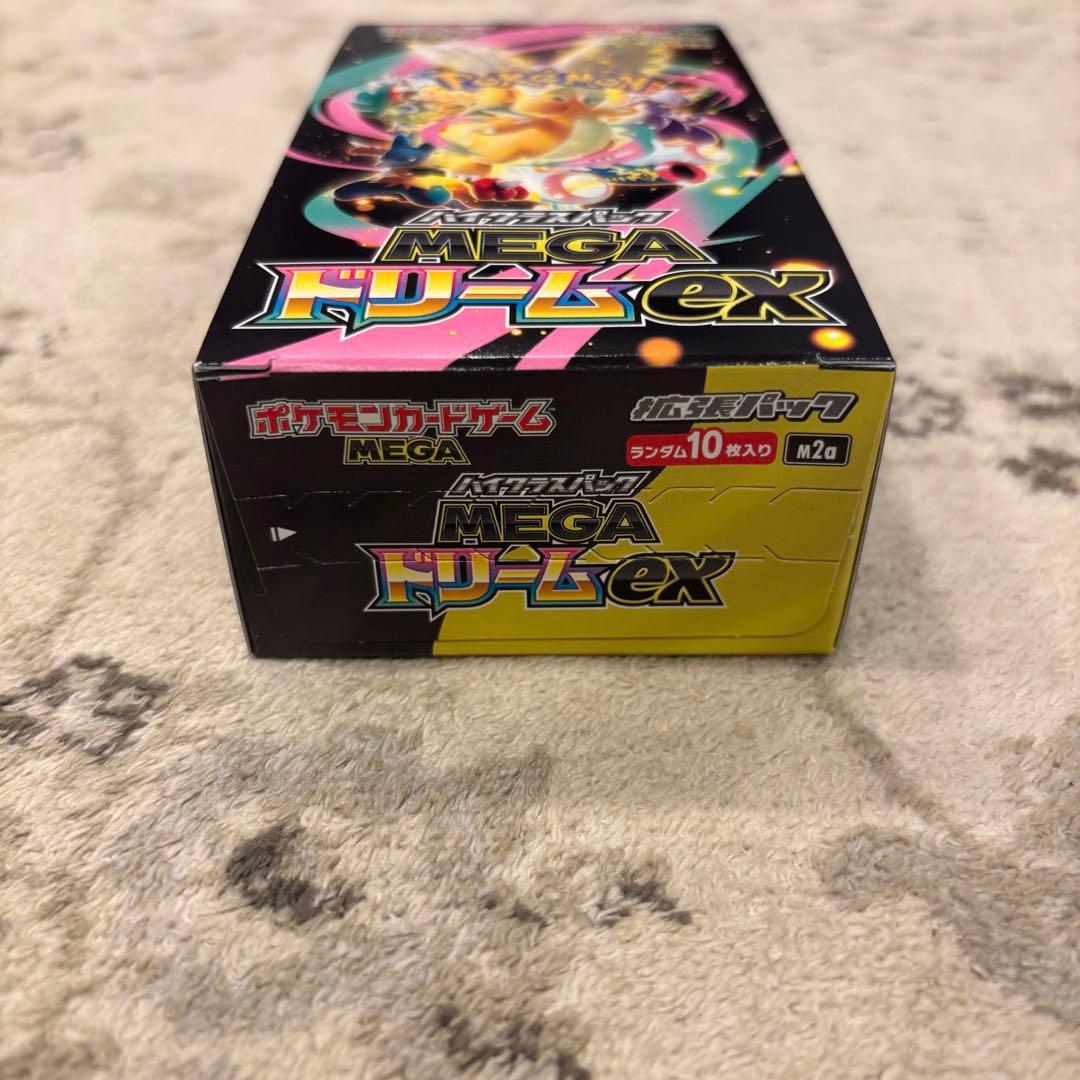 POKÉMON
ハイクラスパック
MEGA
ドリームex
ポケモンカードゲーム
MEGA
拡張パック
ランダム10枚入り
M2a
ハイクラスパック
MEGA
ドリームex